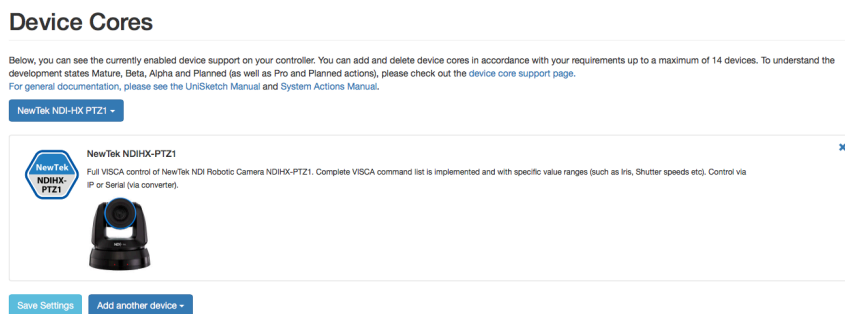 Device Cores
Below, you can see the currently enabled device support on your controller. You can add and delete device cores in accordance with your requirements up to a maximum of 14 devices. To understand the
development states Mature, Beta, Alpha and Planned (as well as Pro and Planned actions), please check out the device core support page.
For general documentation, please see the UniSketch Manual and System Actions Manual.
NewTek NDI-HX PTZ1
NewTek
NDIHX-
PTZ1
NewTek NDIHX-PTZ1
Full VISCA control of NewTek NDI Robotic Camera NDIHX-PTZ1. Complete VISCA command list is implemented and with specific value ranges (such as Iris, Shutter speeds etc). Control via
IP or Serial (via converter).
NDI
Save Settings
Add another device